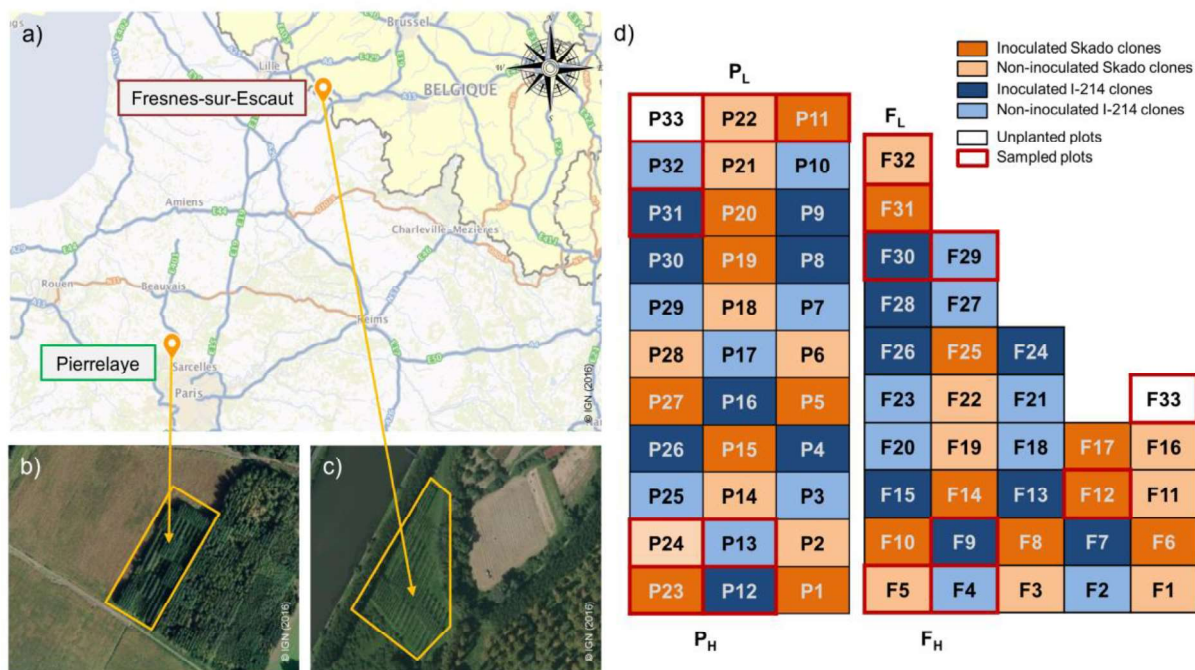 a)
Lille
Brussel
BELGIQUE
Fresnes-sur-Escaut
Amiens
Charleville-Mezières
Rouen
Beauvais
Reims
Pierrelaye
Sarcelles
Paris
© IGN (2016)
b)
© IGN (2016)
c)
© IGN (2016)
d)
Inoculated Skado clones
Non-inoculated Skado clones
Inoculated I-214 clones
Non-inoculated I-214 clones
Unplanted plots
Sampled plots
PL
P33 P22 P11
P32 P21 P10
P31 P20 P9
P30 P19 P8
P29 P18 P7
P28 P17 P6
P27 P16 P5
P26 P15 P4
P25 P14 P3
P24 P13 P2
P23 P12 P1
PH
FL
F32
F31
F30 F29
F28 F27
F26 F25 F24
F23 F22 F21 F33
F20 F19 F18 F17 F16
F15 F14 F13 F12 F11
F10 F9 F8 F7 F6
F5 F4 F3 F2 F1
FH